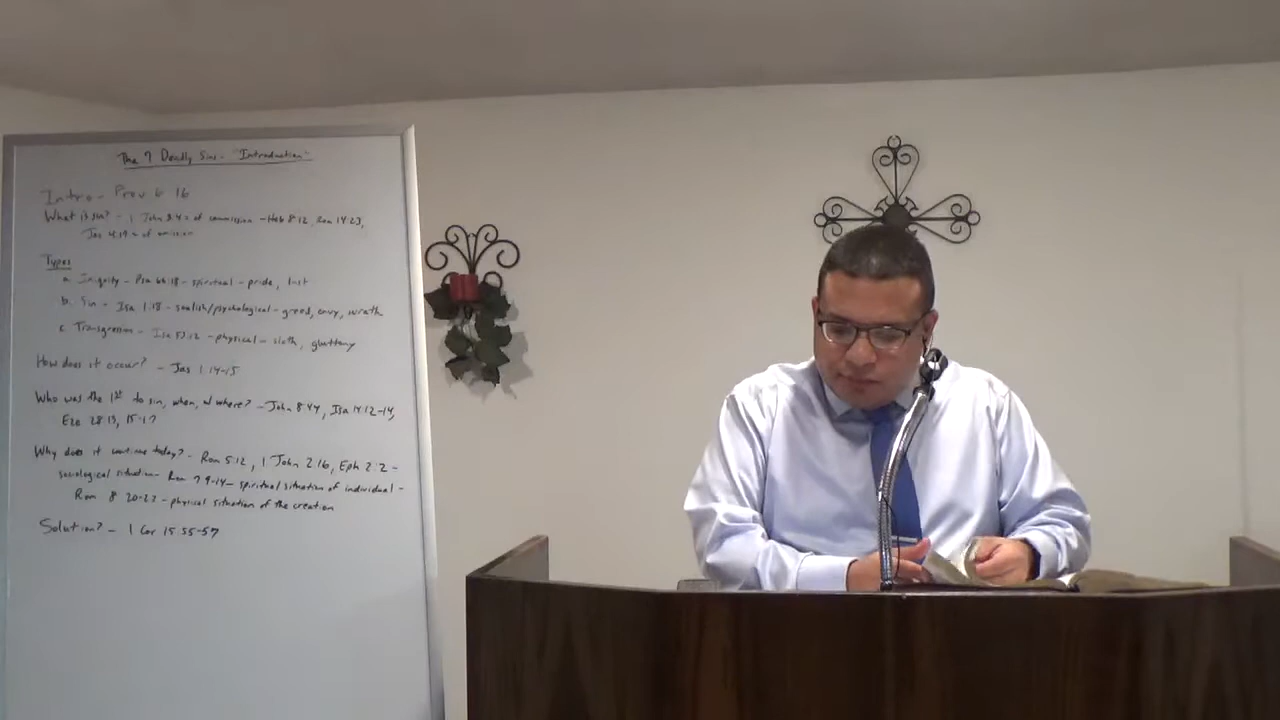 The 7 Deadly Sins - "Introduction"
Intro - Prov 6 16
What is sin? - 1 John 3:4 = of commission - Heb 8:12, Rom 14:23,
Jas 4:17 = of omission
Types
a. Iniquity - Psa 66:18 - spiritual - pride, lust
b. Sin - Isa 1:18 - soulish/psychological - greed, envy, wrath
c. Transgression - Isa 53:12 - physical - sloth, gluttony
How does it occur? - Jas 1:14-15
Who was the 1st to sin, when, and where? - John 8:44, Isa 14:12-14,
Eze 28:13, 15-17
Why does it continue today? - Rom 5:12, 1 John 2:16, Eph 2:2 -
sociological situation - Rom 7 9-14 - spiritual situation of individual -
Rom 8 20-22 - physical situation of the creation
Solution? - 1 Cor 15:55-57